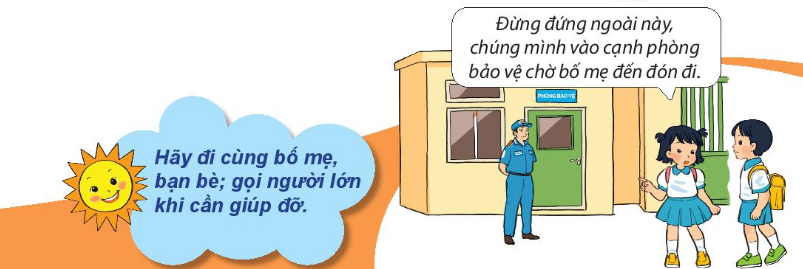 Đừng đứng ngoài này,
chúng mình vào cạnh phòng
bảo vệ chờ bố mẹ đến đón đi.
PHÒNG BẢO VỆ
Hãy đi cùng bố mẹ,
bạn bè; gọi người lớn
khi cần giúp đỡ.